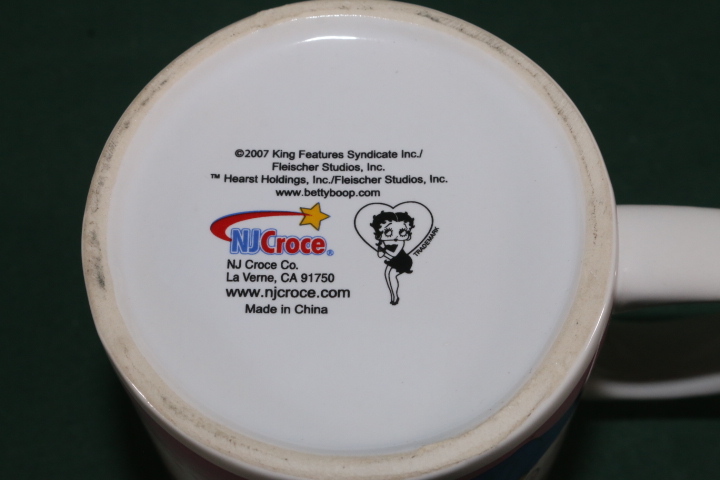 ©2007 King Features Syndicate Inc./
Fleischer Studios, Inc.
™ Hearst Holdings, Inc./Fleischer Studios, Inc.
www.bettyboop.com
NJCroce®
TRADEMARK
NJ Croce Co.
La Verne, CA 91750
www.njcroce.com
Made in China